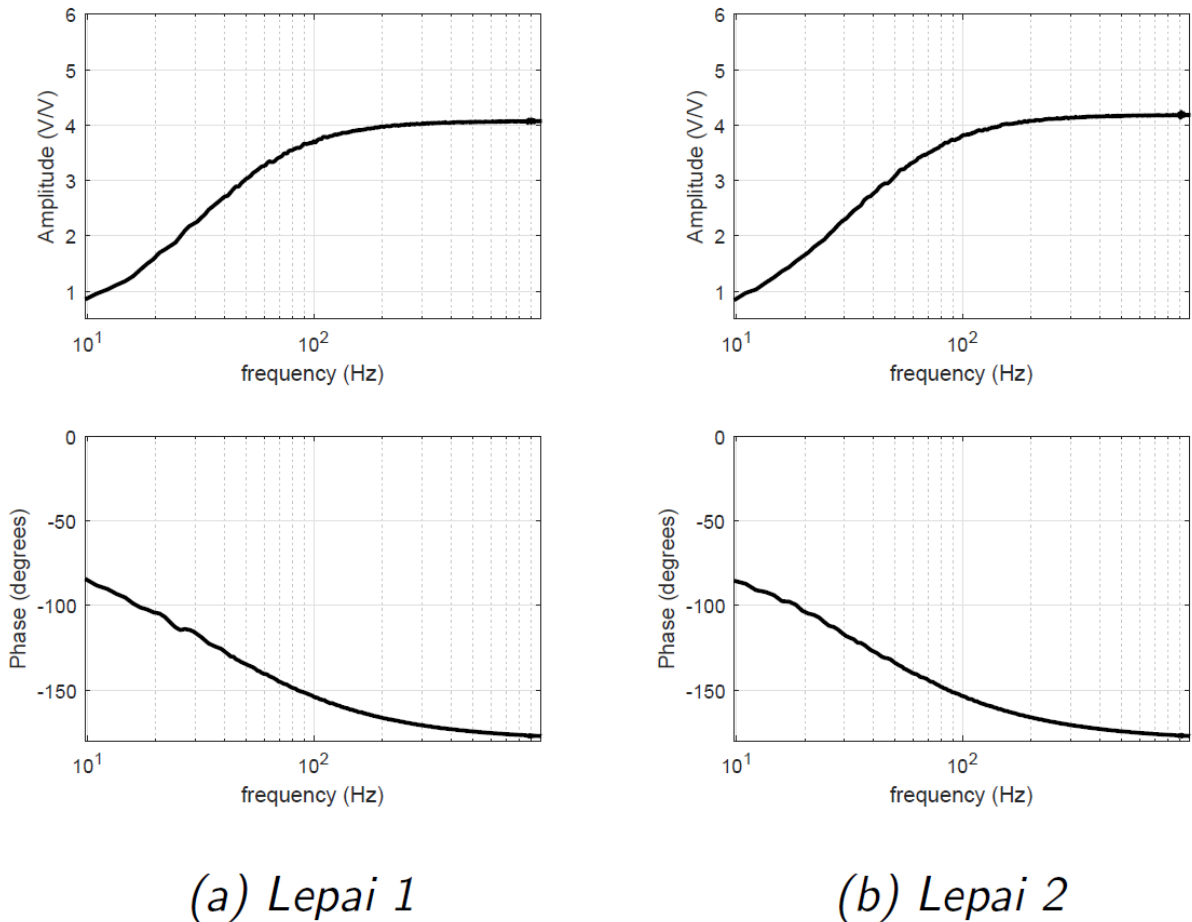 6
5
4
3
2
1
Amplitude (V/V)
10^1
10^2
frequency (Hz)
6
5
4
3
2
1
Amplitude (V/V)
10^1
10^2
frequency (Hz)
0
-50
-100
-150
Phase (degrees)
10^1
10^2
frequency (Hz)
0
-50
-100
-150
Phase (degrees)
10^1
10^2
frequency (Hz)
(a) Lepai 1
(b) Lepai 2